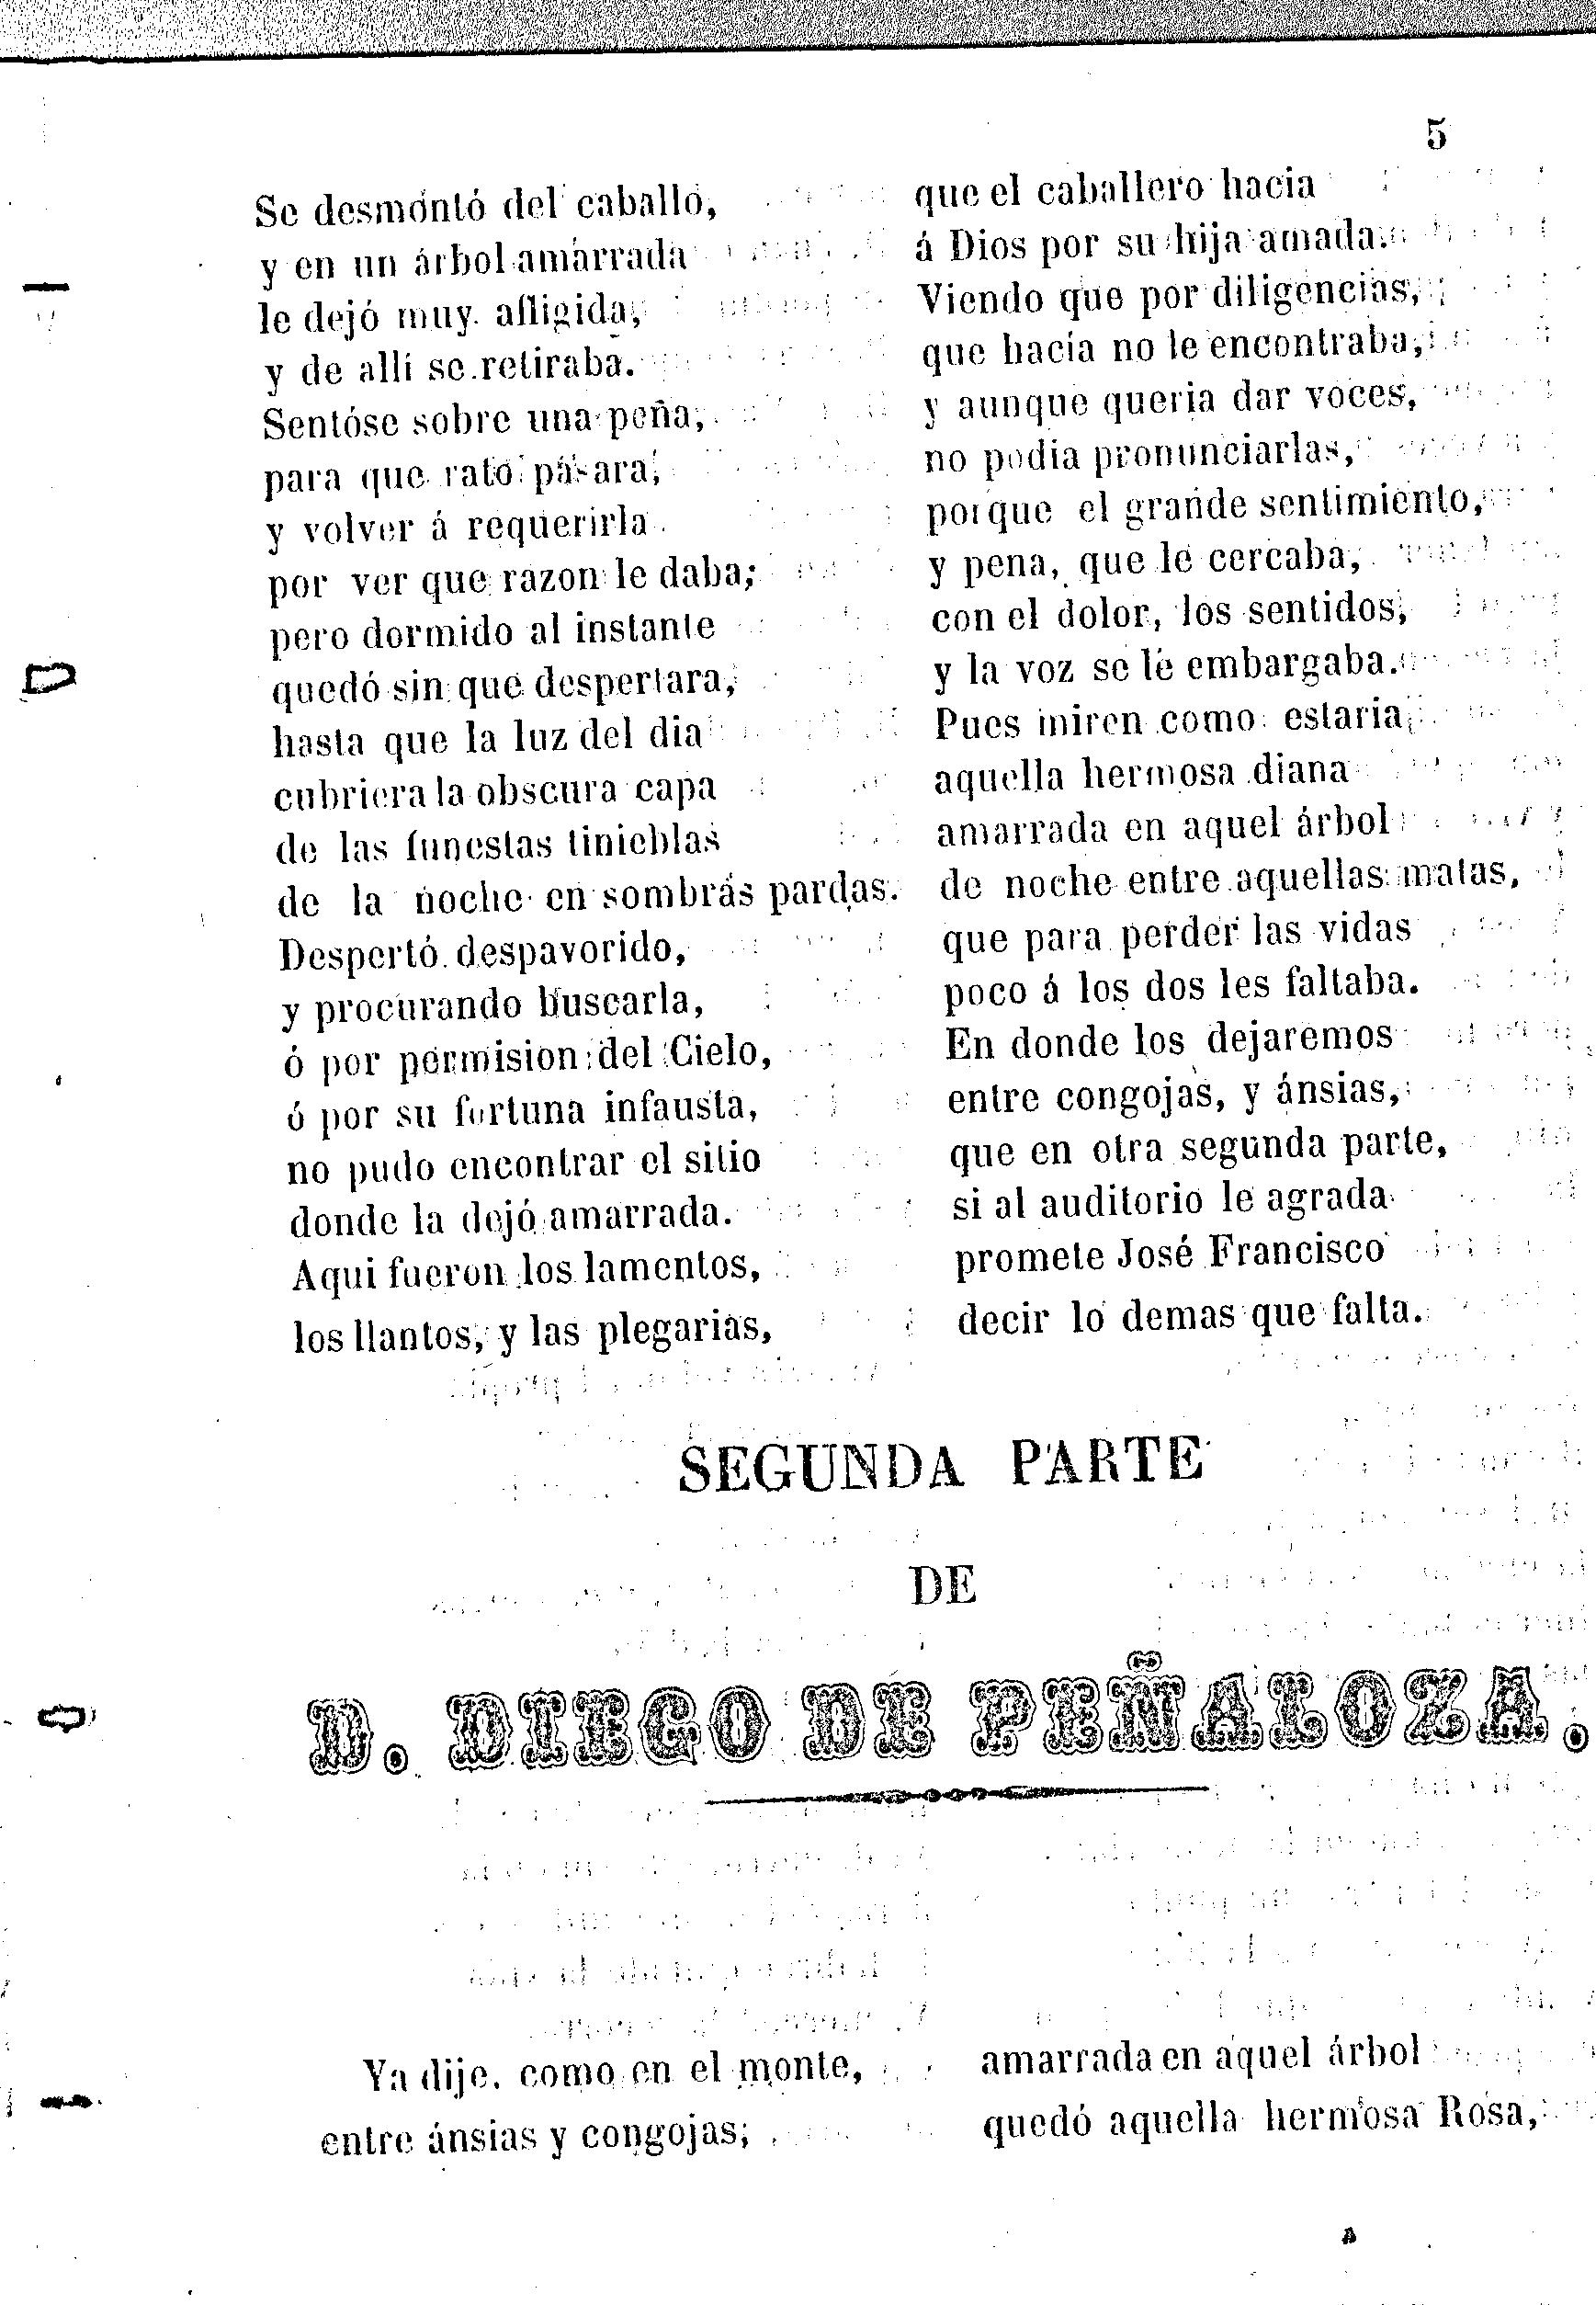 5
Se desmontó del caballo,
y en un árbol amarrada
le dejó muy. afligida,
y de allí se retiraba.
Sentóse sobre una peña,
para que rato pasara,
y volver á requerirla
por ver que razon le daba;
pero dormido al instante
quedó sin que despertara,
hasta que la luz del dia
cubriera la obscura capa
de las funestas tinieblas
de la noche en sombras pardas.
Despertó despavorido,
y procurando buscarla,
ó por permision del Cielo,
ó por su fortuna infausta,
no pudo encontrar el sitio
donde la dejó amarrada.
Aqui fueron los lamentos,
los llantos, y las plegarias,
que el caballero hacia
á Dios por su hija amada.
Viendo que por diligencias,
que hacía no le encontraba,
y aunque queria dar voces,
no podia pronunciarlas,
porque el grande sentimiento,
y pena, que le cercaba,
con el dolor, los sentidos,
y la voz se le embargaba.
Pues miren como estaria
aquella hermosa diana
amarrada en aquel árbol
de noche entre aquellas matas,
que para perder las vidas
poco á los dos les faltaba.
En donde los dejaremos
entre congojas, y ánsias,
que en otra segunda parte,
si al auditorio le agrada
promete José Francisco
decir lo demas que falta.
SEGUNDA PARTE
DE
D. DIEGO DE PEÑALOZA.
Ya dije. como en el monte,
entre ánsias y congojas;
amarrada en aquel árbol
quedó aquella hermosa Rosa,